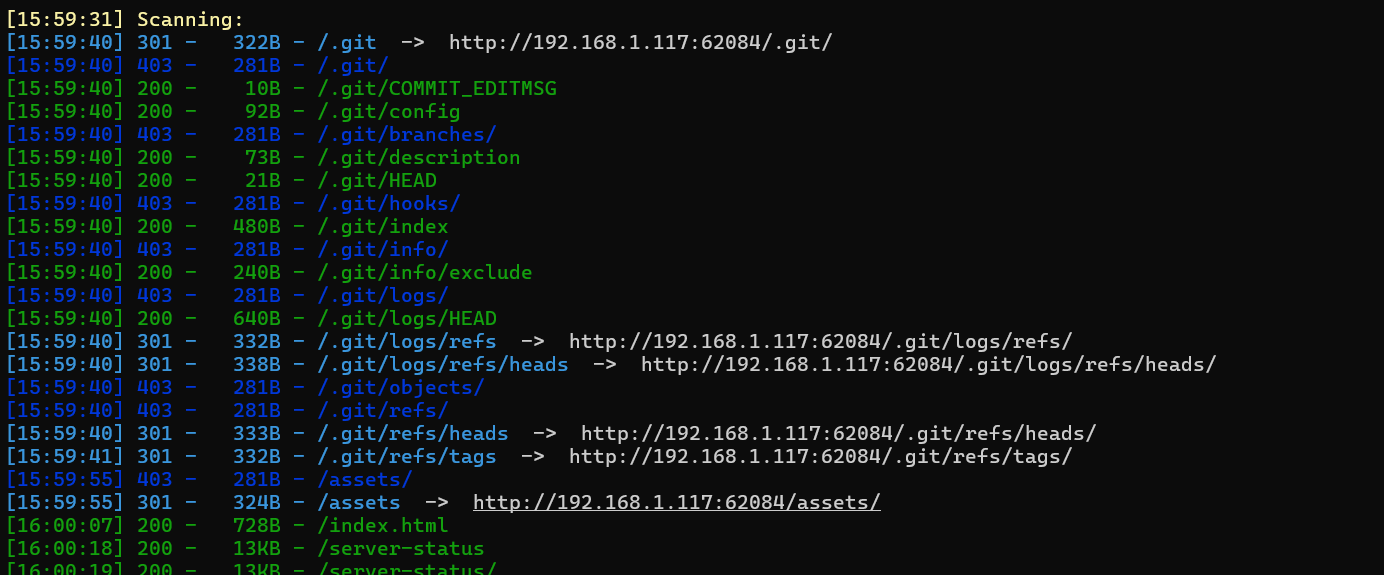 [15:59:31] Scanning:
[15:59:40] 301 -   322B - /.git  ->  http://192.168.1.117:62084/.git/
[15:59:40] 403 -   281B - /.git/
[15:59:40] 200 -    10B - /.git/COMMIT_EDITMSG
[15:59:40] 200 -    92B - /.git/config
[15:59:40] 403 -   281B - /.git/branches/
[15:59:40] 200 -    73B - /.git/description
[15:59:40] 200 -    21B - /.git/HEAD
[15:59:40] 403 -   281B - /.git/hooks/
[15:59:40] 200 -   480B - /.git/index
[15:59:40] 403 -   281B - /.git/info/
[15:59:40] 200 -   240B - /.git/info/exclude
[15:59:40] 403 -   281B - /.git/logs/
[15:59:40] 200 -   640B - /.git/logs/HEAD
[15:59:40] 301 -   332B - /.git/logs/refs  ->  http://192.168.1.117:62084/.git/logs/refs/
[15:59:40] 301 -   338B - /.git/logs/refs/heads  ->  http://192.168.1.117:62084/.git/logs/refs/heads/
[15:59:40] 403 -   281B - /.git/objects/
[15:59:40] 403 -   281B - /.git/refs/
[15:59:40] 301 -   333B - /.git/refs/heads  ->  http://192.168.1.117:62084/.git/refs/heads/
[15:59:41] 301 -   332B - /.git/refs/tags  ->  http://192.168.1.117:62084/.git/refs/tags/
[15:59:55] 403 -   281B - /assets/
[15:59:55] 301 -   324B - /assets  ->  http://192.168.1.117:62084/assets/
[16:00:07] 200 -   728B - /index.html
[16:00:18] 200 -   13KB - /server-status
[16:00:19] 200 -   13KB - /server-status/